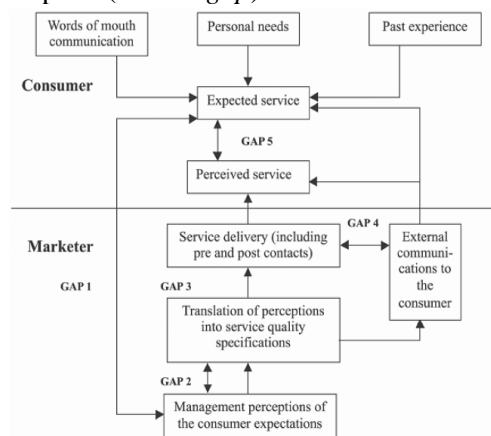 Words of mouth
communication
Personal needs
Past experience
Consumer
Expected service
GAP 5
Perceived service
Marketer
Service delivery (including
pre and post contacts)
GAP 4
External
communi-
cations to
the
consumer
GAP 1
GAP 3
Translation of perceptions
into service quality
specifications
GAP 2
Management perceptions of
the consumer expectations